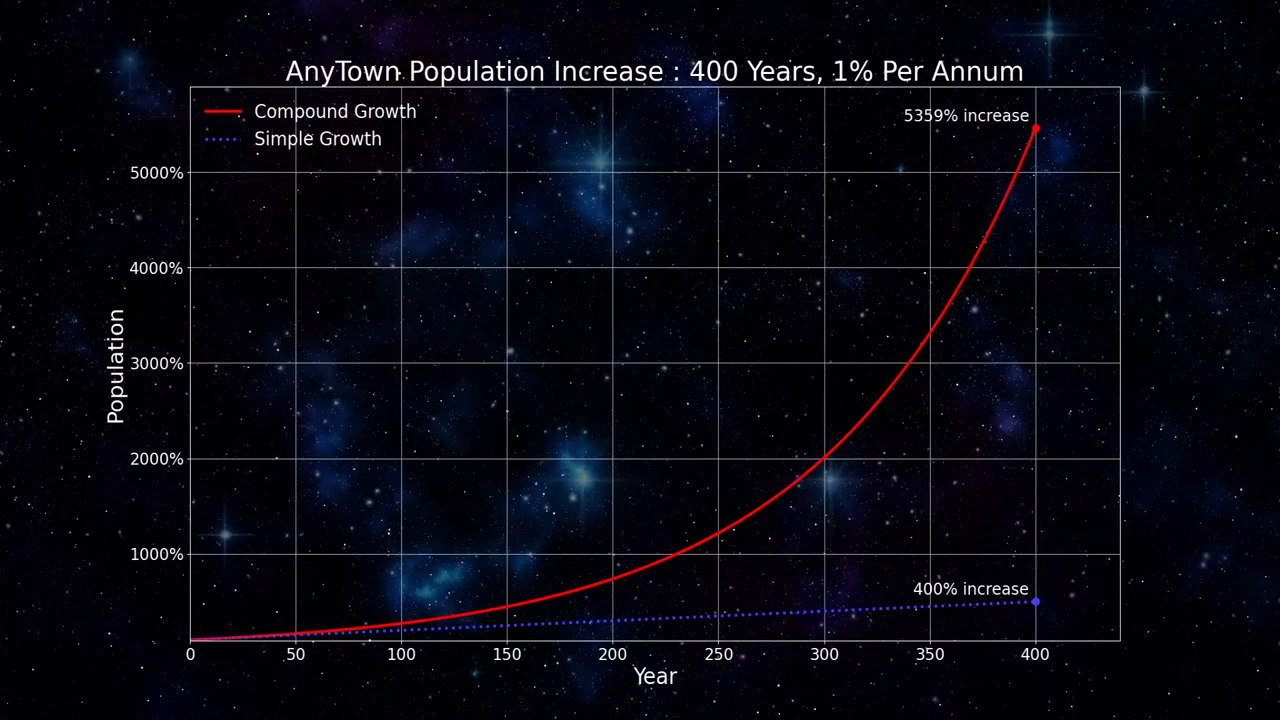 AnyTown Population Increase : 400 Years, 1% Per Annum
Compound Growth
Simple Growth
5359% increase
5000%
4000%
3000%
2000%
1000%
400% increase
Population
0 50 100 150 200 250 300 350 400
Year